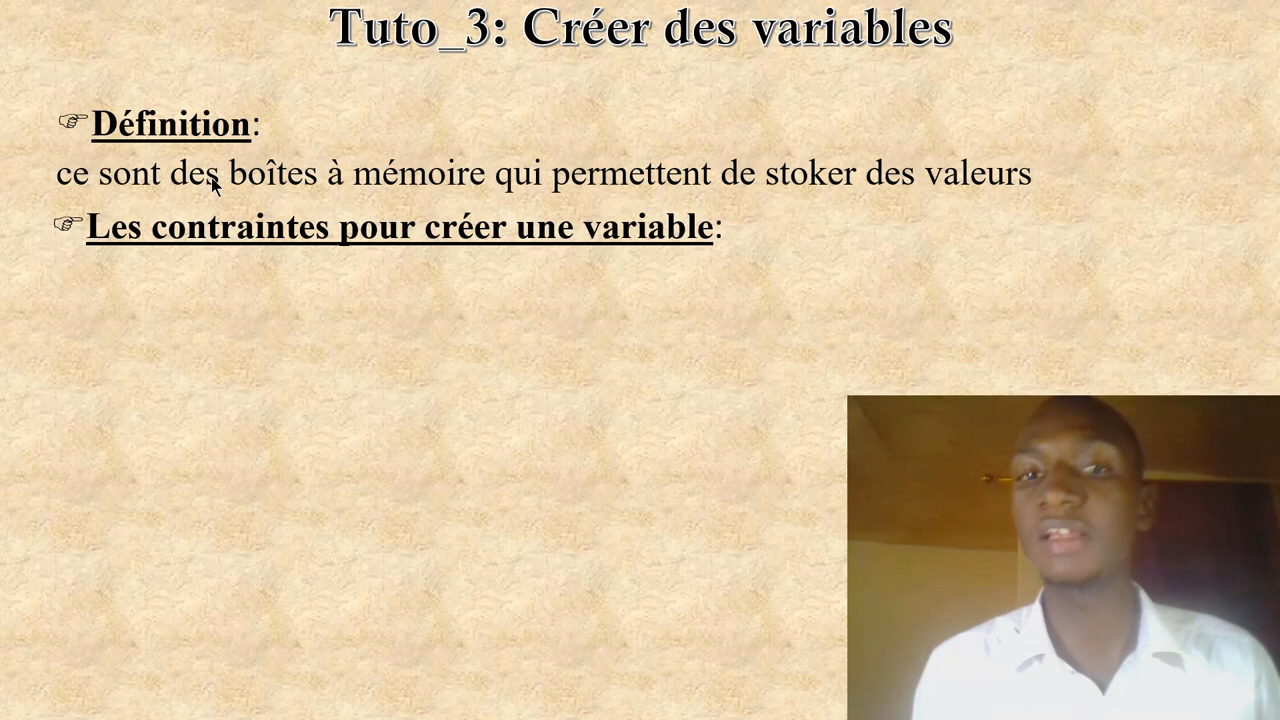 Tuto_3: Créer des variables
☞Définition:
ce sont des boîtes à mémoire qui permettent de stoker des valeurs
☞Les contraintes pour créer une variable: